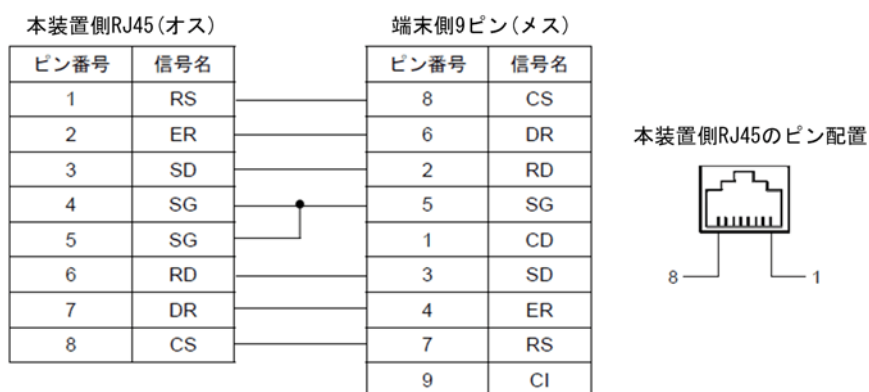 本装置側RJ45(オス) 端末側9ピン(メス)
ピン番号 信号名 ピン番号 信号名
1 RS 8 CS
2 ER 6 DR
本装置側RJ45のピン配置
3 SD 2 RD
4 SG 5 SG
5 SG 1 CD
6 RD 3 SD
8 1
7 DR 4 ER
8 CS 7 RS
9 CI